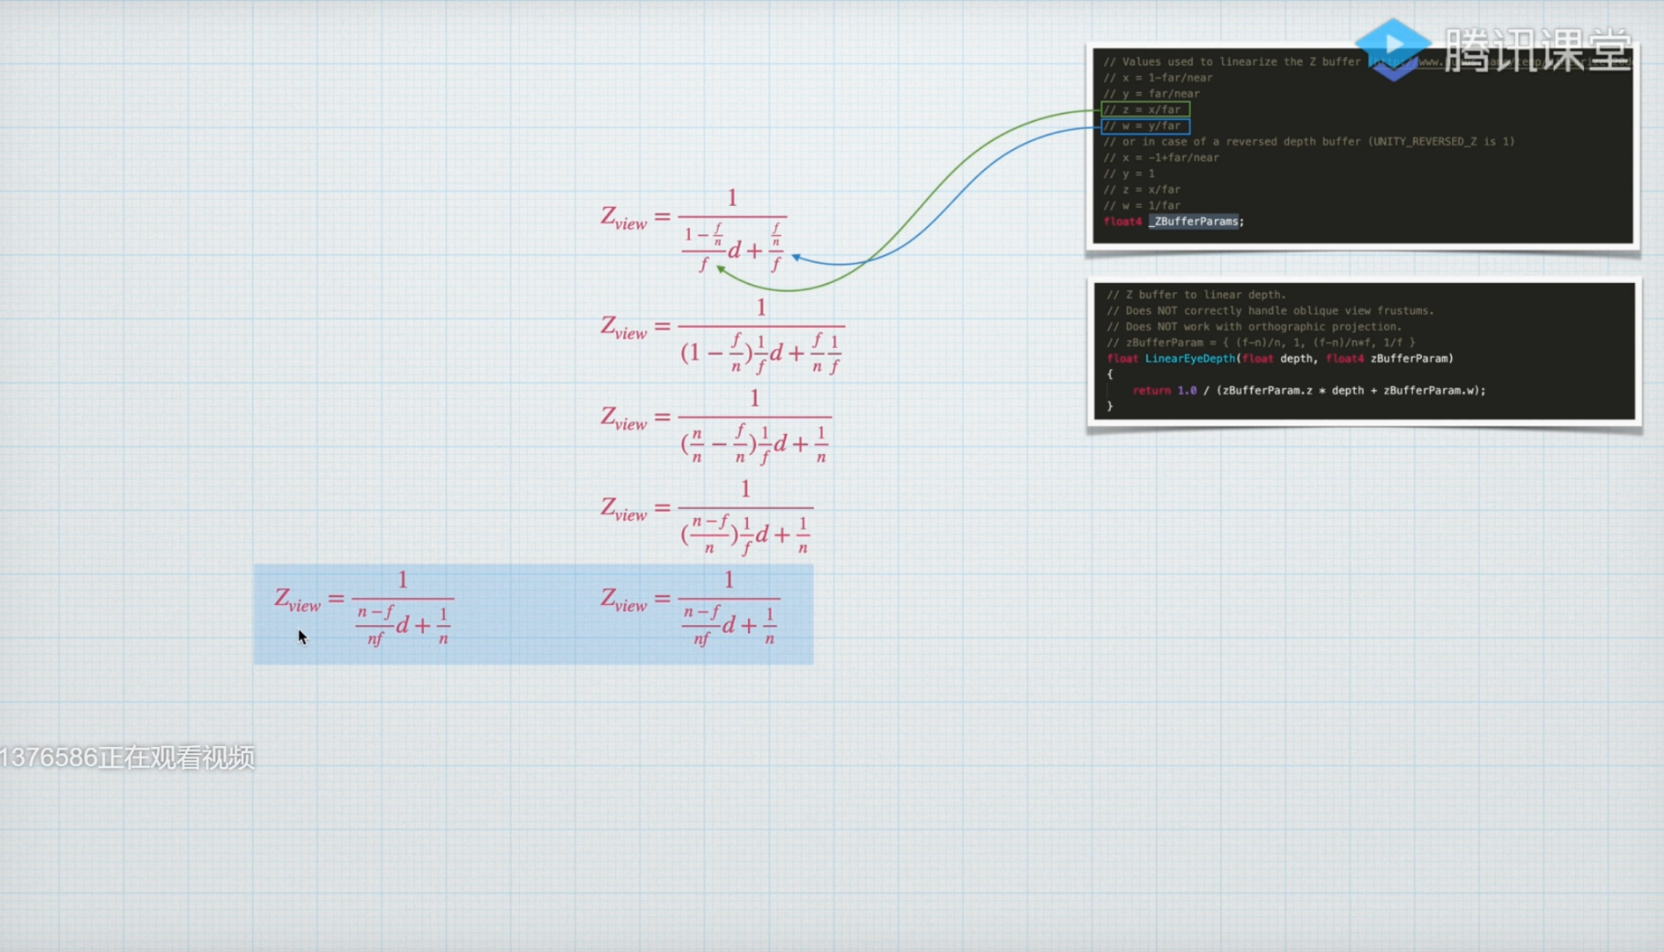 腾讯课堂
// Values used to linearize the Z buffer
// x = 1-far/near
// y = far/near
// z = x/far
// w = y/far
// or in case of a reversed depth buffer (UNITY_REVERSED_Z is 1)
// x = -1+far/near
// y = 1
// z = x/far
// w = 1/far
float4 _ZBufferParams;
// Z buffer to linear depth.
// Does NOT correctly handle oblique view frustums.
// Does NOT work with orthographic projection.
// zBufferParam = { (f-n)/n, 1, (f-n)/n*f, 1/f }
float LinearEyeDepth(float depth, float4 zBufferParam)
{
return 1.0 / (zBufferParam.z * depth + zBufferParam.w);
}
Z_{view} = \frac{1}{\frac{1-\frac{f}{n}}{f}d+\frac{\frac{f}{n}}{f}}
Z_{view} = \frac{1}{(1-\frac{f}{n})\frac{1}{f}d+\frac{f}{n}\frac{1}{f}}
Z_{view} = \frac{1}{(\frac{n}{n}-\frac{f}{n})\frac{1}{f}d+\frac{1}{n}}
Z_{view} = \frac{1}{(\frac{n-f}{n})\frac{1}{f}d+\frac{1}{n}}
Z_{view} = \frac{1}{\frac{n-f}{nf}d+\frac{1}{n}} Z_{view} = \frac{1}{\frac{n-f}{nf}d+\frac{1}{n}}
1376586正在观看视频